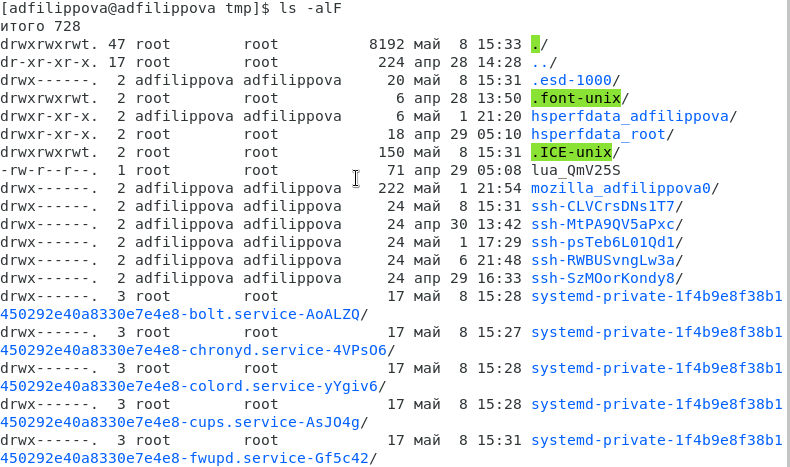 [adfilippova@adfilippova tmp]$ ls -alF
итого 728
drwxrwxrwt. 47 root        root          8192 май  8 15:33 ./
dr-xr-xr-x. 17 root        root           224 апр 28 14:28 ../
drwx------.  2 adfilippova adfilippova     20 май  8 15:31 .esd-1000/
drwxrwxrwt.  2 root        root             6 апр 28 13:50 .font-unix/
drwxr-xr-x.  2 adfilippova adfilippova      6 май  1 21:20 hsperfdata_adfilippova/
drwxr-xr-x.  2 root        root            18 апр 29 05:10 hsperfdata_root/
drwxrwxrwt.  2 root        root           150 май  8 15:31 .ICE-unix/
-rw-r--r--.  1 root        root            71 апр 29 05:08 lua_QmV25S
drwx------.  2 adfilippova adfilippova    222 май  1 21:54 mozilla_adfilippova0/
drwx------.  2 adfilippova adfilippova     24 май  8 15:31 ssh-CLVCrsDNs1T7/
drwx------.  2 adfilippova adfilippova     24 апр 30 13:42 ssh-MtPA9QV5aPxc/
drwx------.  2 adfilippova adfilippova     24 май  1 17:29 ssh-psTeb6L01Qd1/
drwx------.  2 adfilippova adfilippova     24 май  6 21:48 ssh-RWBUSvngLw3a/
drwx------.  2 adfilippova adfilippova     24 апр 29 16:33 ssh-SzMOorKondy8/
drwx------.  3 root        root            17 май  8 15:28 systemd-private-1f4b9e8f38b1
450292e40a8330e7e4e8-bolt.service-AoALZQ/
drwx------.  3 root        root            17 май  8 15:27 systemd-private-1f4b9e8f38b1
450292e40a8330e7e4e8-chronyd.service-4VPsO6/
drwx------.  3 root        root            17 май  8 15:28 systemd-private-1f4b9e8f38b1
450292e40a8330e7e4e8-colord.service-yYgiv6/
drwx------.  3 root        root            17 май  8 15:28 systemd-private-1f4b9e8f38b1
450292e40a8330e7e4e8-cups.service-AsJO4g/
drwx------.  3 root        root            17 май  8 15:31 systemd-private-1f4b9e8f38b1
450292e40a8330e7e4e8-fwupd.service-Gf5c42/